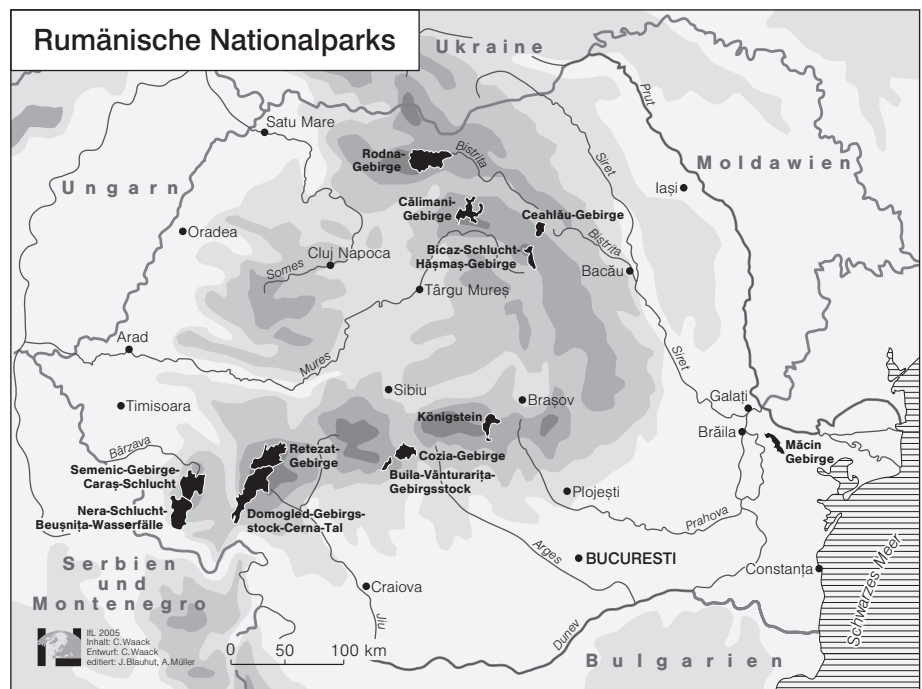 Rumänische Nationalparks
Ukraine
Satu Mare
Prut
Rodna-
Gebirge
Bistrita
Siret
Moldawien
Ungarn
Iași
Călimani-
Gebirge
Ceahlău-Gebirge
Oradea
Bistrita
Cluj Napoca
Bicaz-Schlucht-
Hășmaș-Gebirge
Someş
Bacău
Târgu Mureș
Arad
Mures
Siret
Sibiu
Timisoara
Brașov
Galați
Königstein
Brăila
Bârzava
Retezat-
Gebirge
Cozia-Gebirge
Măcin
Gebirge
Semenic-Gebirge-
Caraș-Schlucht
Buila-Vânturarița-
Gebirgsstock
Plojești
Nera-Schlucht-
Beușnița-Wasserfälle
Domogled-Gebirgs-
stock-Cerna-Tal
Prahova
Arges
BUCURESTI
Constanța
Serbien
und
Montenegro
Craiova
Schwarzes Meer
Jiu
Dunev
IfL 2005
Inhalt: C.Waack
Entwurf: C.Waack
editiert: J.Blauhut, A.Müller
0 50 100 km
Bulgarien